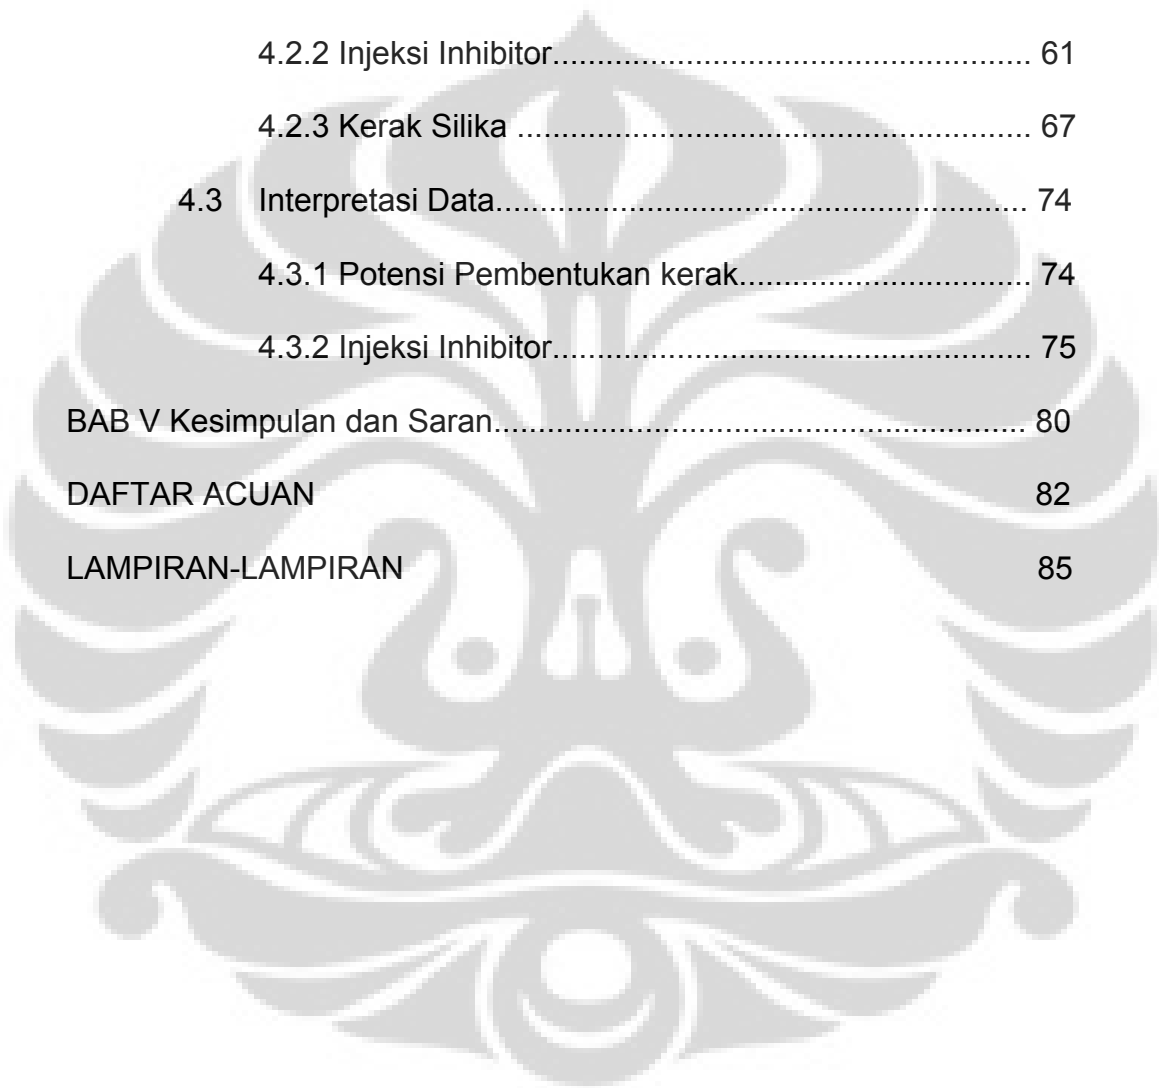 4.2.2 Injeksi Inhibitor.......................................................... 61
4.2.3 Kerak Silika .............................................................. 67
4.3 Interpretasi Data................................................................ 74
4.3.1 Potensi Pembentukan kerak................................... 74
4.3.2 Injeksi Inhibitor.......................................................... 75
BAB V Kesimpulan dan Saran................................................................ 80
DAFTAR ACUAN 82
LAMPIRAN-LAMPIRAN 85